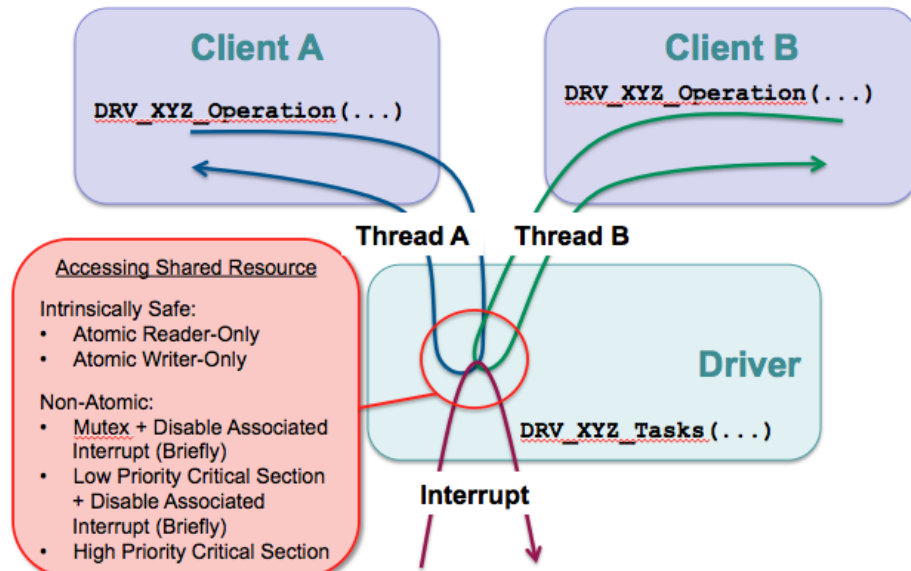 Client A
DRV_XYZ_Operation(...)
Client B
DRV_XYZ_Operation(...)
Thread A
Thread B
Accessing Shared Resource
Intrinsically Safe:
• Atomic Reader-Only
• Atomic Writer-Only
Non-Atomic:
• Mutex + Disable Associated
Interrupt (Briefly)
• Low Priority Critical Section
+ Disable Associated
Interrupt (Briefly)
• High Priority Critical Section
Driver
DRV_XYZ_Tasks(...)
Interrupt